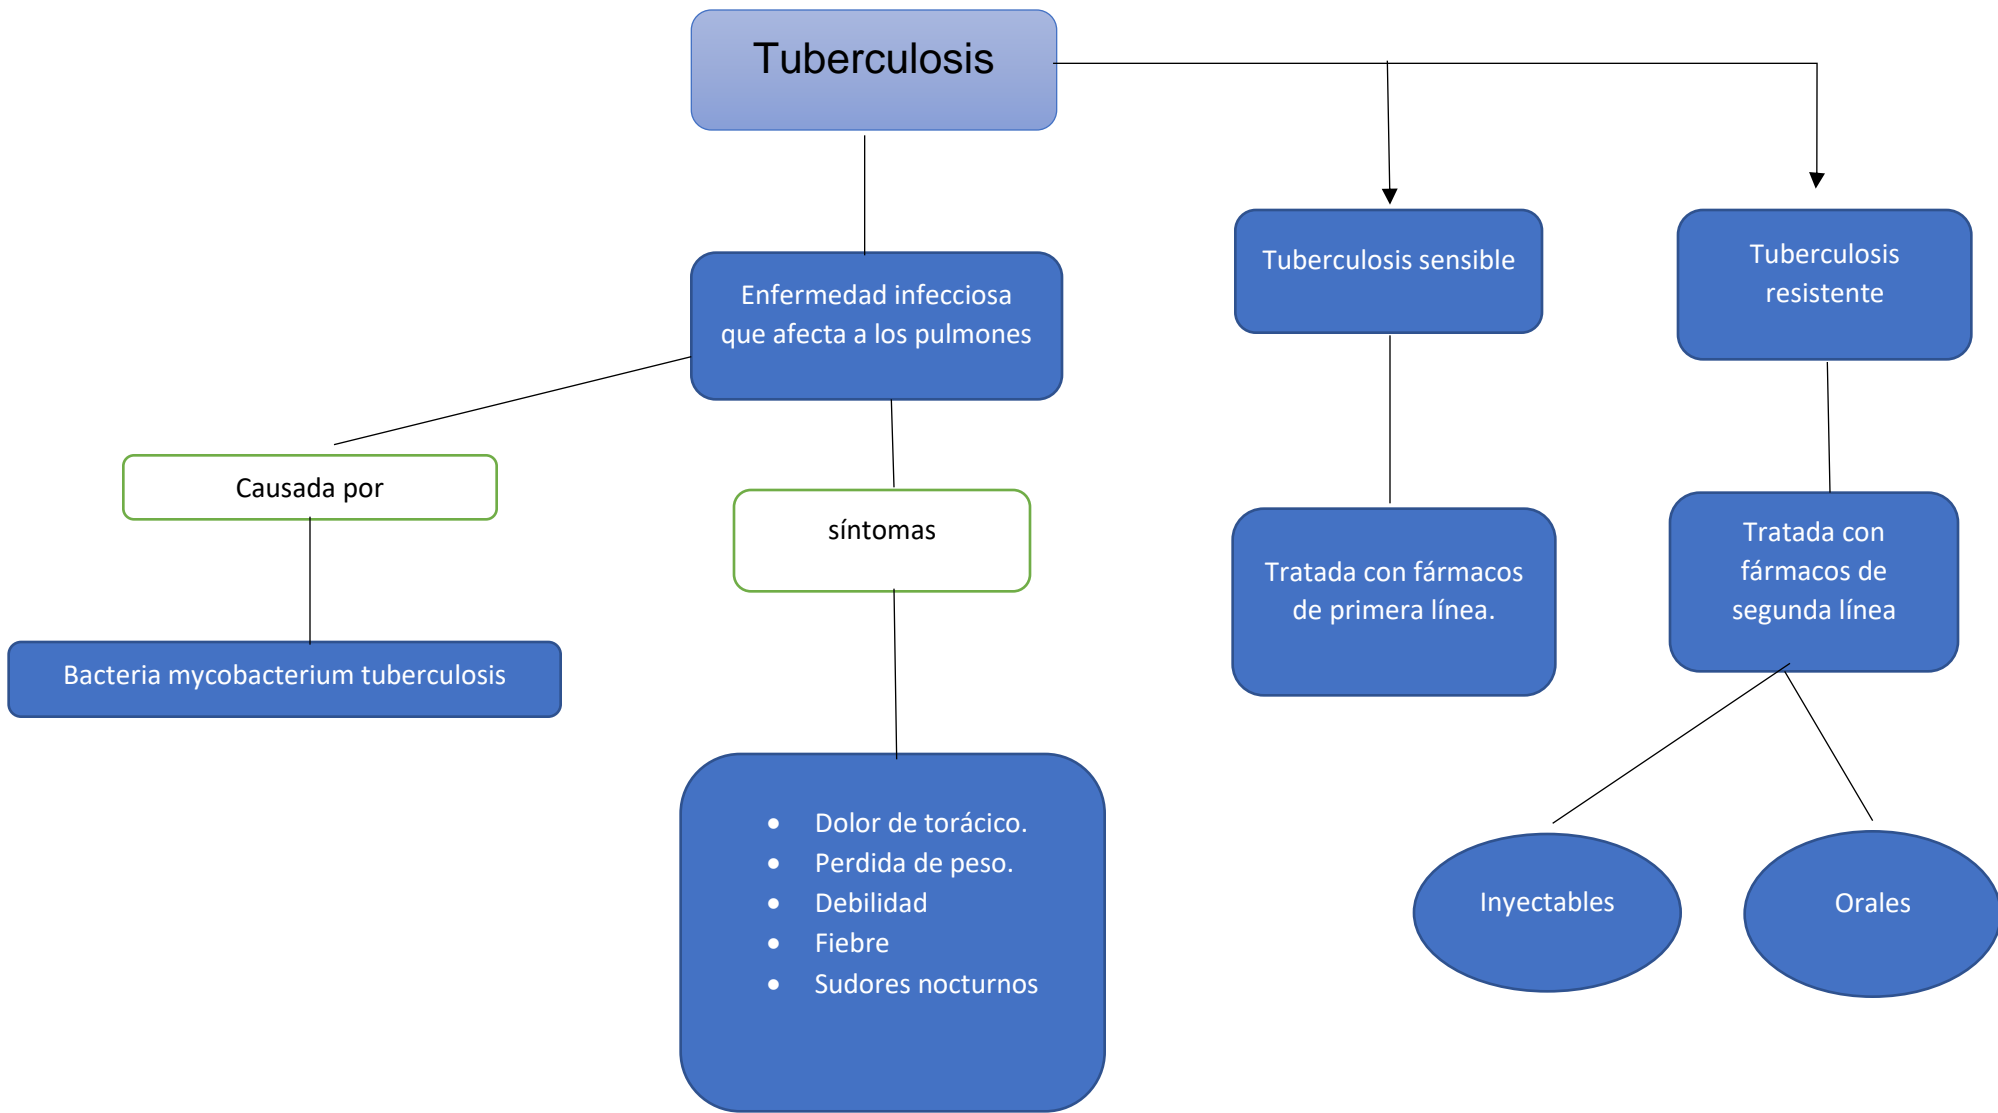 Tuberculosis
Enfermedad infecciosa
que afecta a los pulmones
Tuberculosis sensible
Tuberculosis
resistente
Causada por
síntomas
Tratada con fármacos
de primera línea.
Tratada con
fármacos de
segunda línea
Bacteria mycobacterium tuberculosis
• Dolor de torácico.
• Perdida de peso.
• Debilidad
• Fiebre
• Sudores nocturnos
Inyectables
Orales